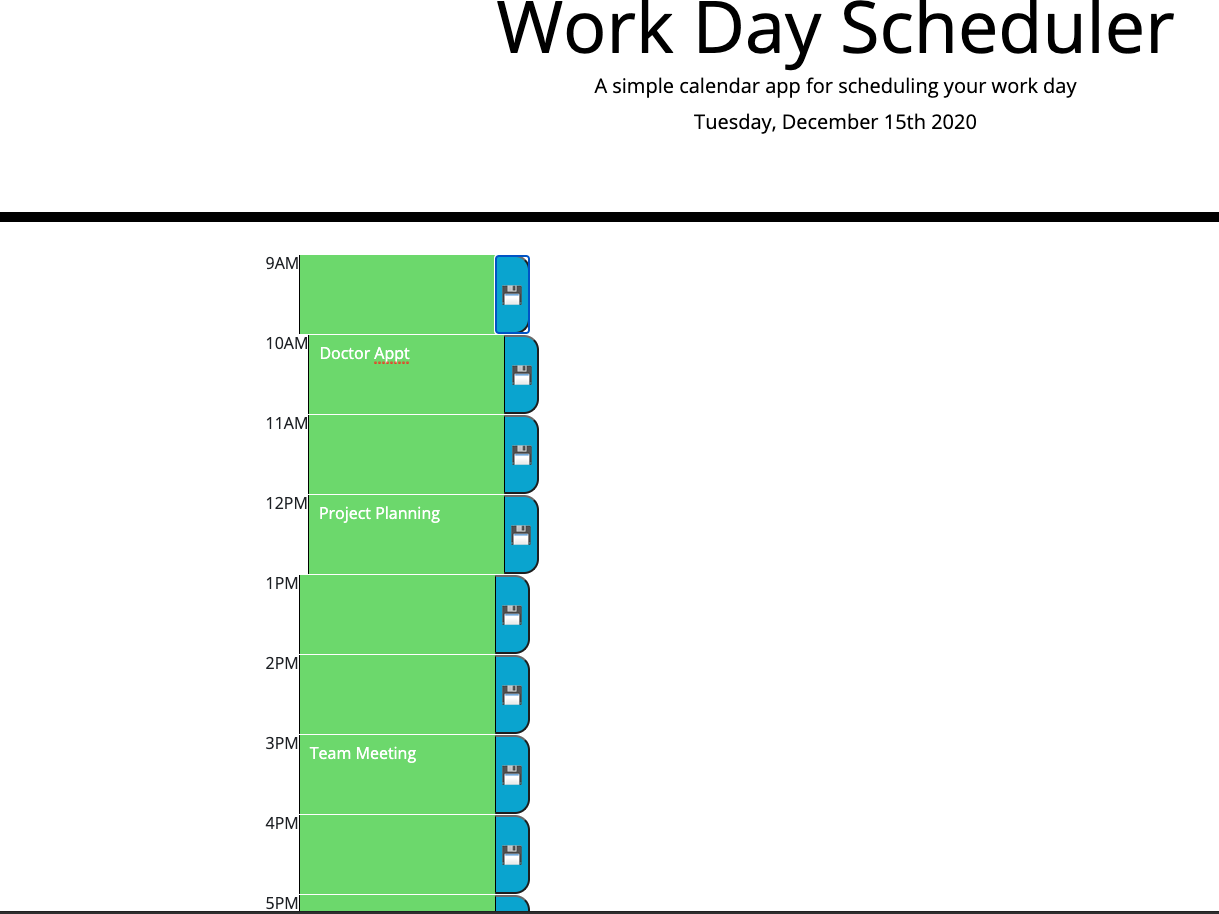 Work Day Scheduler
A simple calendar app for scheduling your work day
Tuesday, December 15th 2020
9AM
10AM Doctor Appt
11AM
12PM Project Planning
1PM
2PM
3PM Team Meeting
4PM
5PM